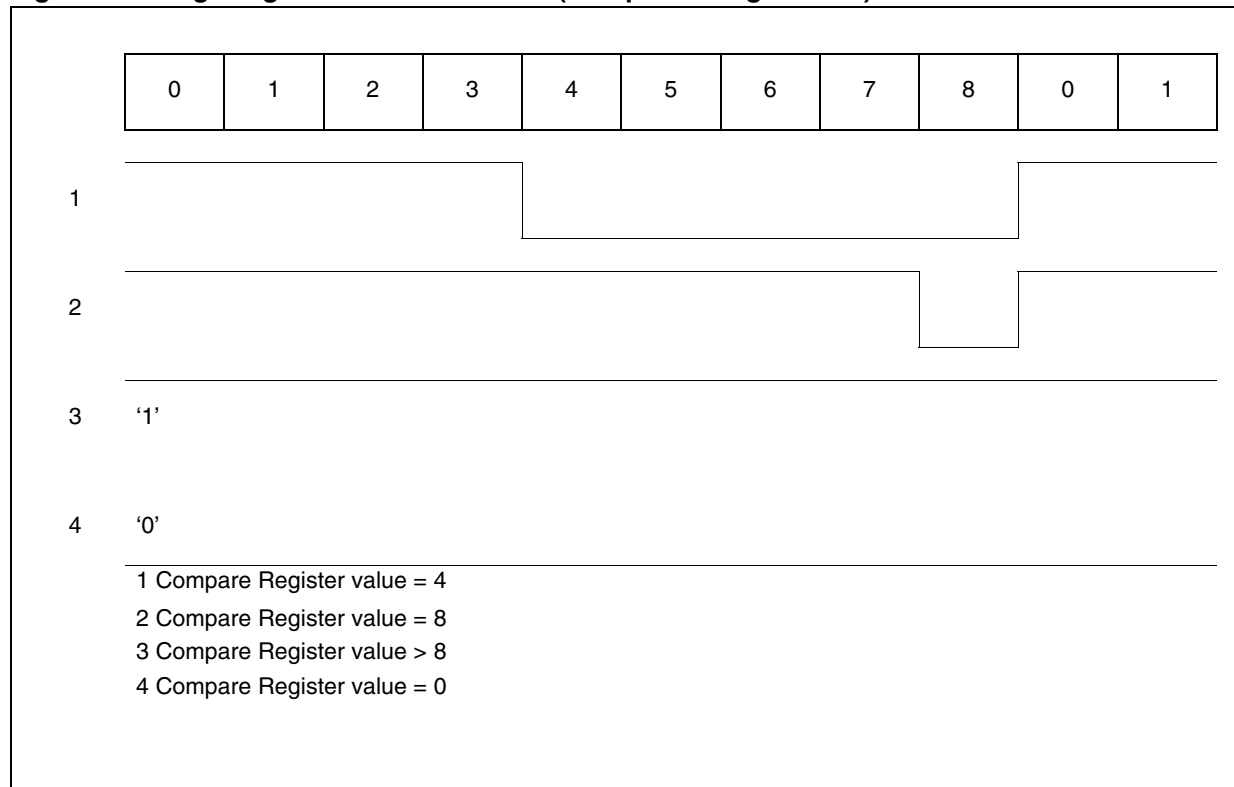 0 1 2 3 4 5 6 7 8 0 1
1
2
3 ‘1’
4 ‘0’
1 Compare Register value = 4
2 Compare Register value = 8
3 Compare Register value > 8
4 Compare Register value = 0